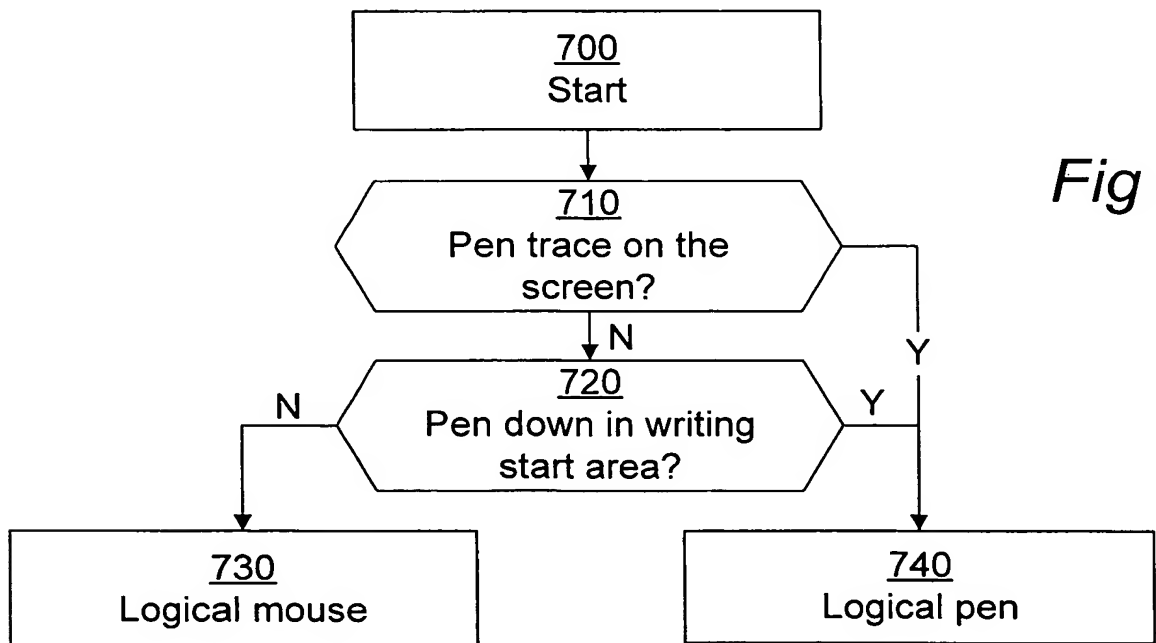 700
Start
Fig
710
Pen trace on the
screen?
N
Y
720
Pen down in writing
start area?
N
Y
730
Logical mouse
740
Logical pen